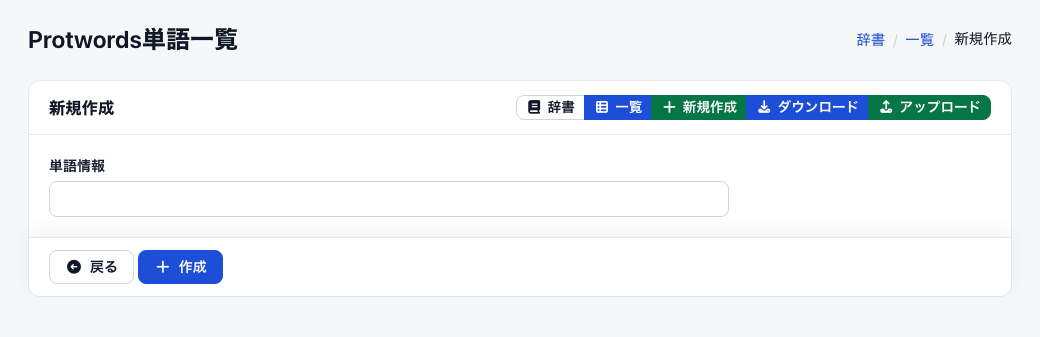 Protwords単語一覧
辞書 / 一覧 / 新規作成
新規作成
辞書 一覧 新規作成 ダウンロード アップロード
単語情報
戻る 作成